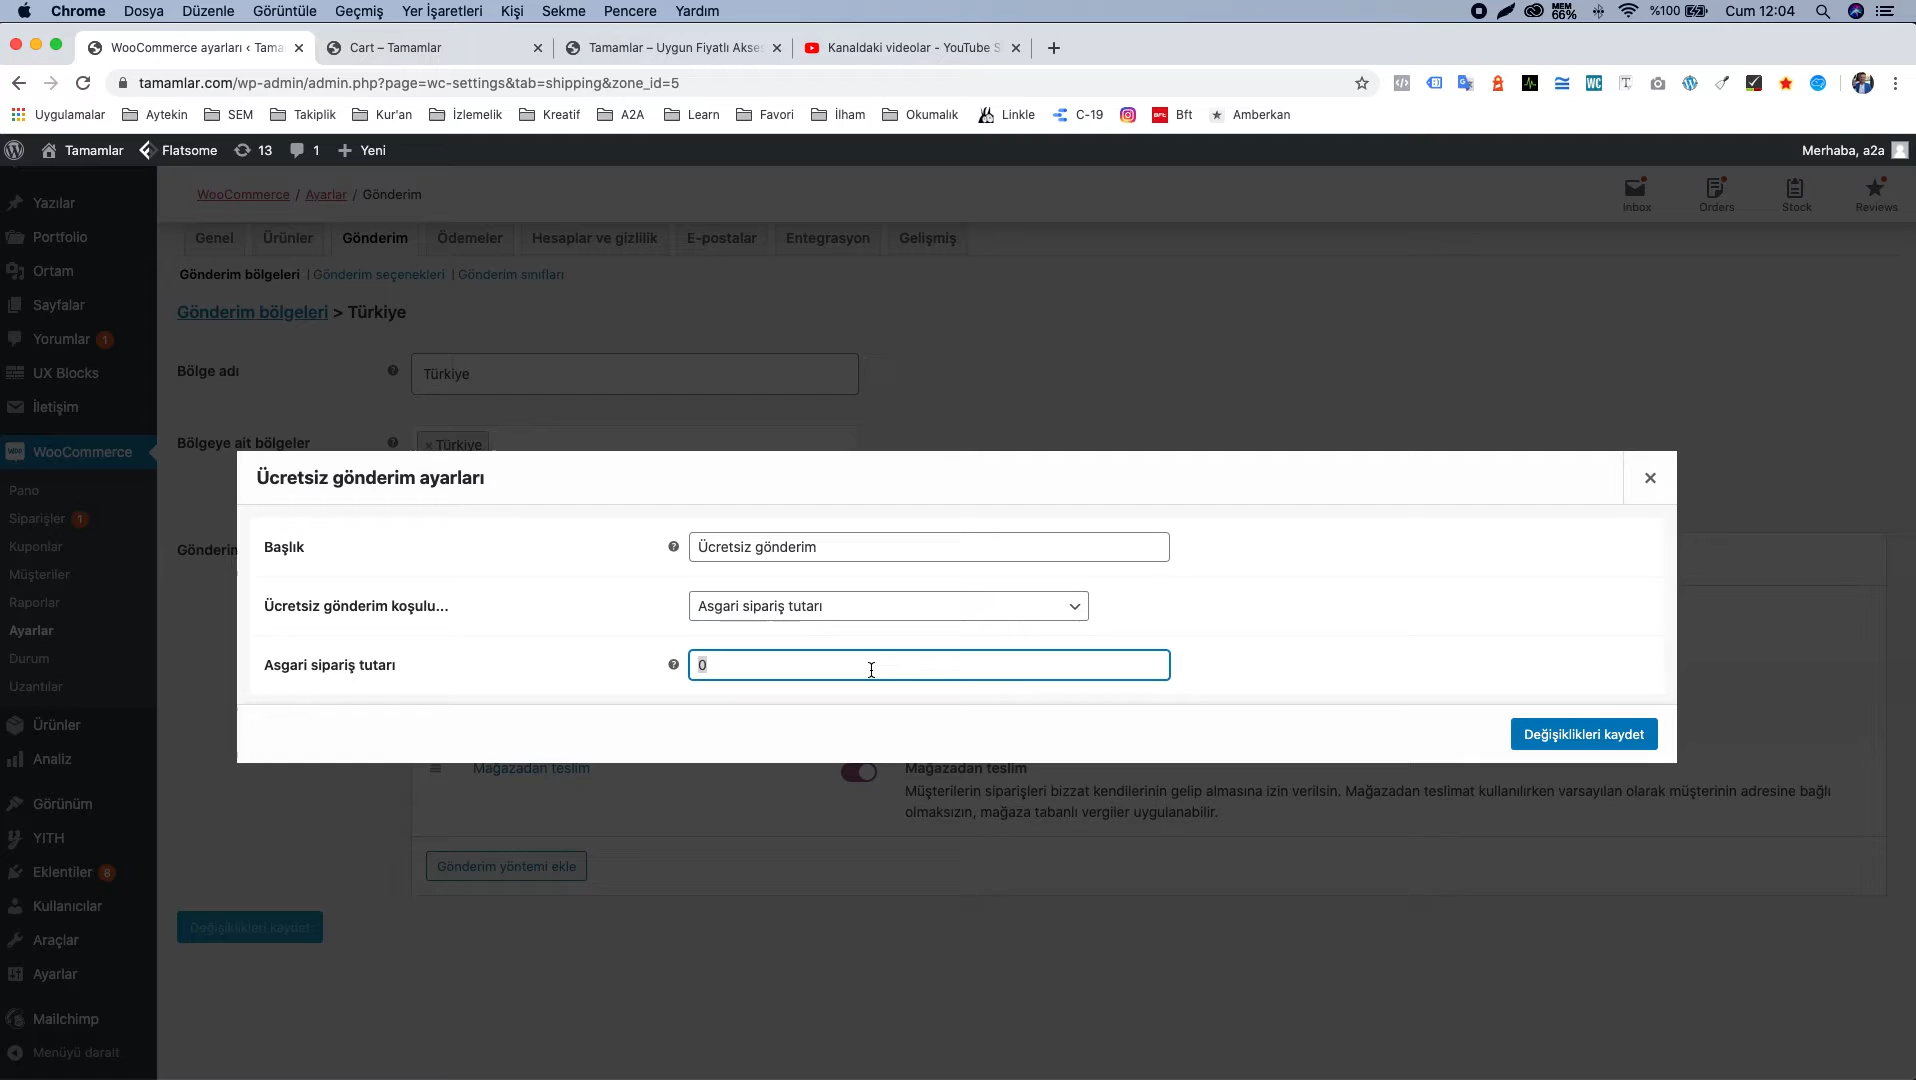 Chrome Dosya Düzenle Görüntüle Geçmiş Yer İşaretleri Kişi Sekme Pencere Yardım MEM 66% %100 Cum 12:04
WooCommerce ayarları ‹ Tama Cart – Tamamlar Tamamlar – Uygun Fiyatlı Akse Kanaldaki videolar - YouTube S
tamamlar.com/wp-admin/admin.php?page=wc-settings&tab=shipping&zone_id=5
Uygulamalar Aytekin SEM Takiplik Kur'an İzlemelik Kreatif A2A Learn Favori İlham Okumalık Linkle C-19 Bft Amberkan
Tamamlar Flatsome 13 1 Yeni Merhaba, a2a
WooCommerce / Ayarlar / Gönderim
Inbox Orders Stock Reviews
Genel Ürünler Gönderim Ödemeler Hesaplar ve gizlilik E-postalar Entegrasyon Gelişmiş
Gönderim bölgeleri | Gönderim seçenekleri | Gönderim sınıfları
Gönderim bölgeleri > Türkiye
Bölge adı Türkiye
Bölgeye ait bölgeler × Türkiye
Gönderim
Ücretsiz gönderim ayarları
Başlık Ücretsiz gönderim
Ücretsiz gönderim koşulu... Asgari sipariş tutarı
Asgari sipariş tutarı 0
Değişiklikleri kaydet
Mağazadan teslim Mağazadan teslim
Müşterilerin siparişleri bizzat kendilerinin gelip almasına izin verilsin. Mağazadan teslimat kullanılırken varsayılan olarak müşterinin adresine bağlı
olmaksızın, mağaza tabanlı vergiler uygulanabilir.
Gönderim yöntemi ekle
Değişiklikleri kaydet
Yazılar
Portfolio
Ortam
Sayfalar
Yorumlar 1
UX Blocks
İletişim
WooCommerce
Pano
Siparişler 1
Kuponlar
Müşteriler
Raporlar
Ayarlar
Durum
Uzantılar
Ürünler
Analiz
Görünüm
YITH
Eklentiler 8
Kullanıcılar
Araçlar
Ayarlar
Mailchimp
Menüyü daralt